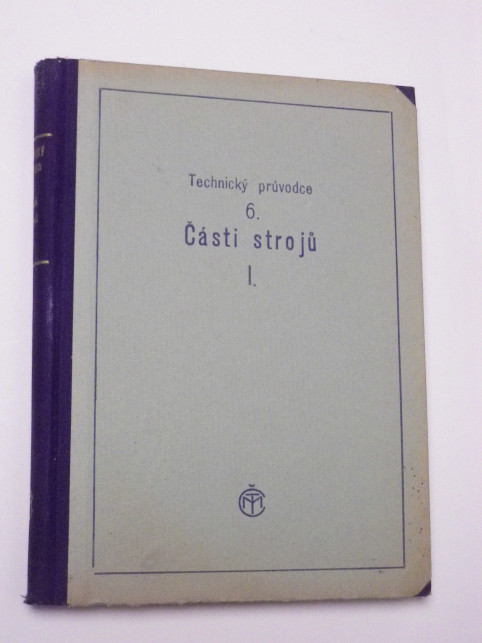 Technický průvodce
6.
Části strojů
I.